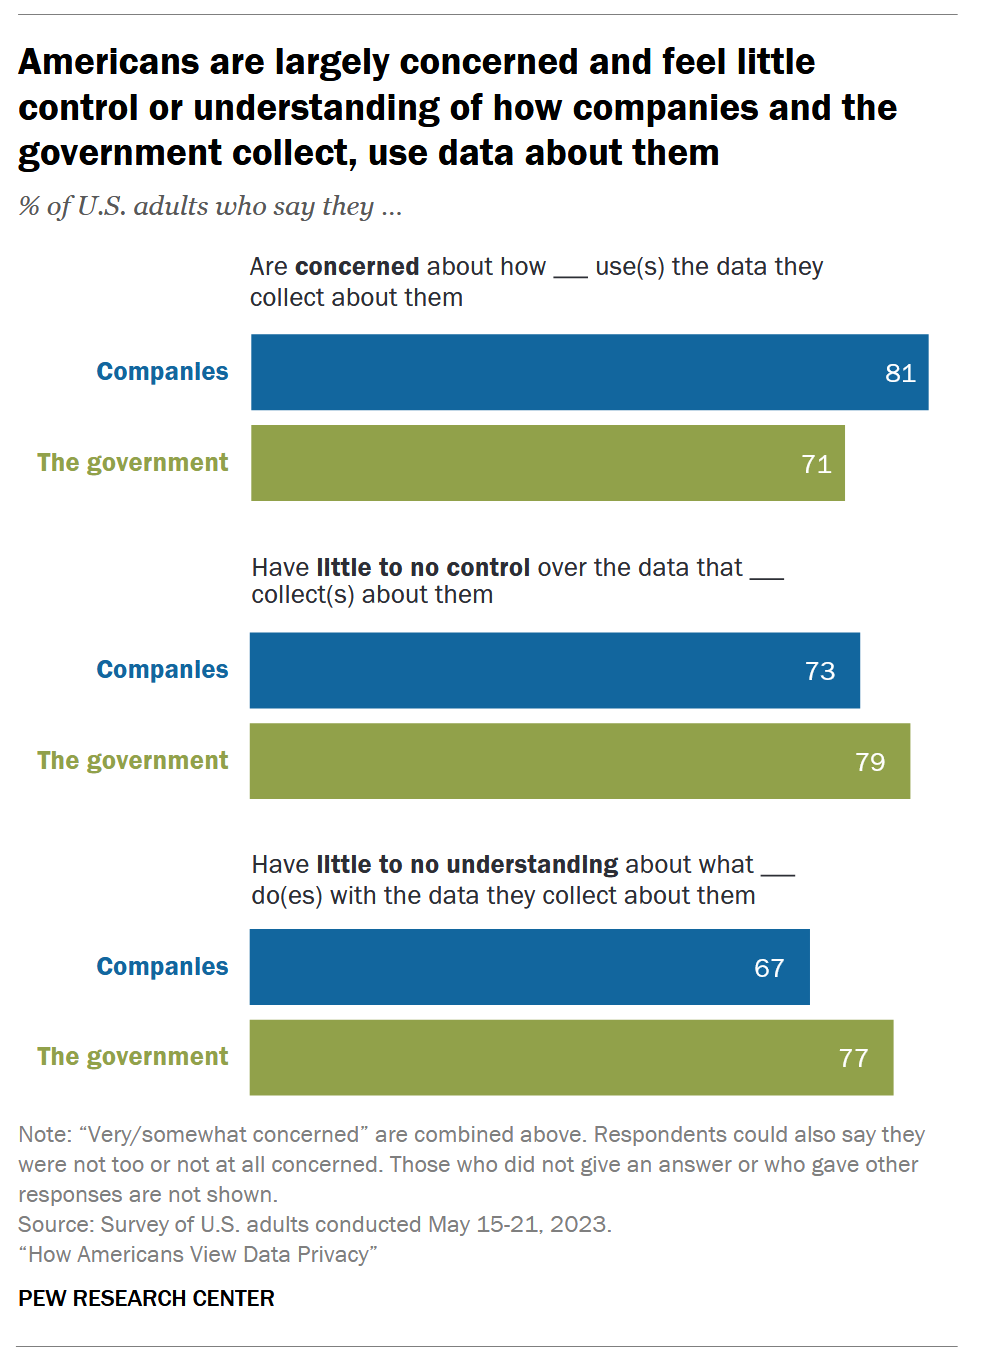 Americans are largely concerned and feel little
control or understanding of how companies and the
government collect, use data about them
% of U.S. adults who say they ...
Are concerned about how ___ use(s) the data they
collect about them
Companies
81
The government
71
Have little to no control over the data that ___
collect(s) about them
Companies
73
The government
79
Have little to no understanding about what ___
do(es) with the data they collect about them
Companies
67
The government
77
Note: “Very/somewhat concerned” are combined above. Respondents could also say they
were not too or not at all concerned. Those who did not give an answer or who gave other
responses are not shown.
Source: Survey of U.S. adults conducted May 15-21, 2023.
“How Americans View Data Privacy”
PEW RESEARCH CENTER